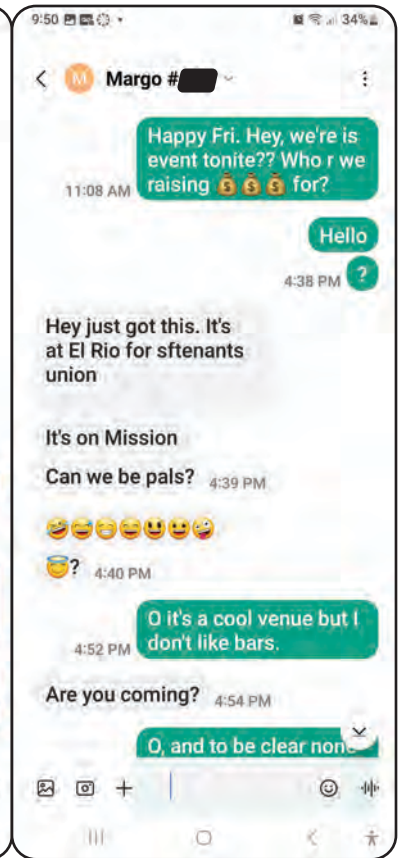 9:50
34%
M Margo #
Happy Fri. Hey, we're is
event tonite?? Who r we
11:08 AM raising 💰💰💰 for?
Hello
4:38 PM ?
Hey just got this. It's
at El Rio for sftenants
union
It's on Mission
Can we be pals? 4:39 PM
🤣😅😁😄😃😃🤪
😇? 4:40 PM
O it's a cool venue but I
4:52 PM don't like bars.
Are you coming? 4:54 PM
O, and to be clear none